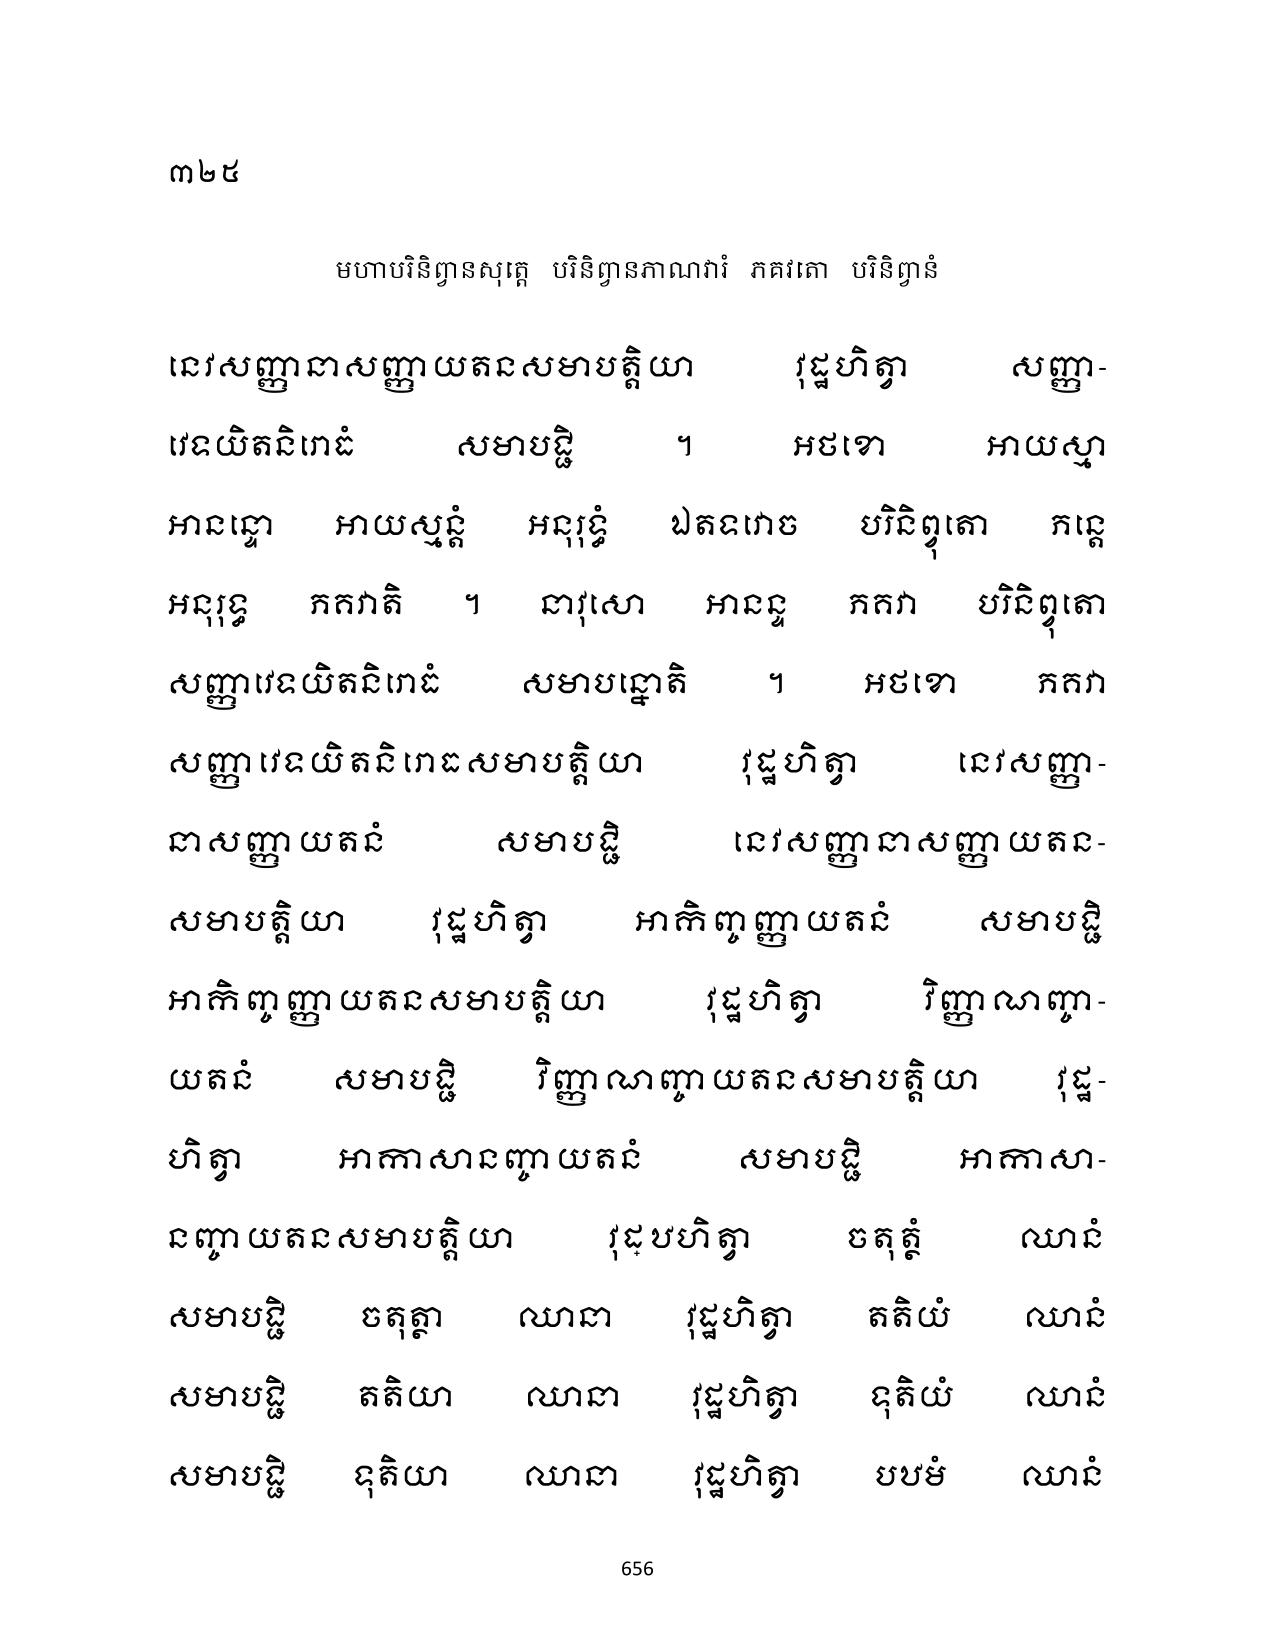 ៣២៥
មហាបរិនិព្វានសុត្តេ បរិនិព្វានភាណវារំ ភគវតោ បរិនិព្វានំ
នេវសញ្ញានាសញ្ញាយតនសមាបត្តិយា វុដ្ឋហិត្វា សញ្ញា-
វេទយិតនិរោធំ សមាបជ្ជិ ។ អថខោ អាយស្មា
អានន្ទោ អាយស្មន្តំ អនុរុទ្ធំ ឯតទវោច បរិនិព្វុតោ ភន្តេ
អនុរុទ្ធ ភគវាតិ ។ នាវុសោ អានន្ទ ភគវា បរិនិព្វុតោ
សញ្ញាវេទយិតនិរោធំ សមាបន្នោតិ ។ អថខោ ភគវា
សញ្ញាវេទយិតនិរោធសមាបត្តិយា វុដ្ឋហិត្វា នេវសញ្ញា-
នាសញ្ញាយតនំ សមាបជ្ជិ នេវសញ្ញានាសញ្ញាយតន-
សមាបត្តិយា វុដ្ឋហិត្វា អាកិញ្ចញ្ញាយតនំ សមាបជ្ជិ
អាកិញ្ចញ្ញាយតនសមាបត្តិយា វុដ្ឋហិត្វា វិញ្ញាណញ្ចា-
យតនំ សមាបជ្ជិ វិញ្ញាណញ្ចាយតនសមាបត្តិយា វុដ្ឋ-
ហិត្វា អាកាសានញ្ចាយតនំ សមាបជ្ជិ អាកាសា-
នញ្ចាយតនសមាបត្តិយា វុដ្ឋហិត្វា ចតុត្ថំ ឈានំ
សមាបជ្ជិ ចតុត្ថា ឈានា វុដ្ឋហិត្វា តតិយំ ឈានំ
សមាបជ្ជិ តតិយា ឈានា វុដ្ឋហិត្វា ទុតិយំ ឈានំ
សមាបជ្ជិ ទុតិយា ឈានា វុដ្ឋហិត្វា បឋមំ ឈានំ
656